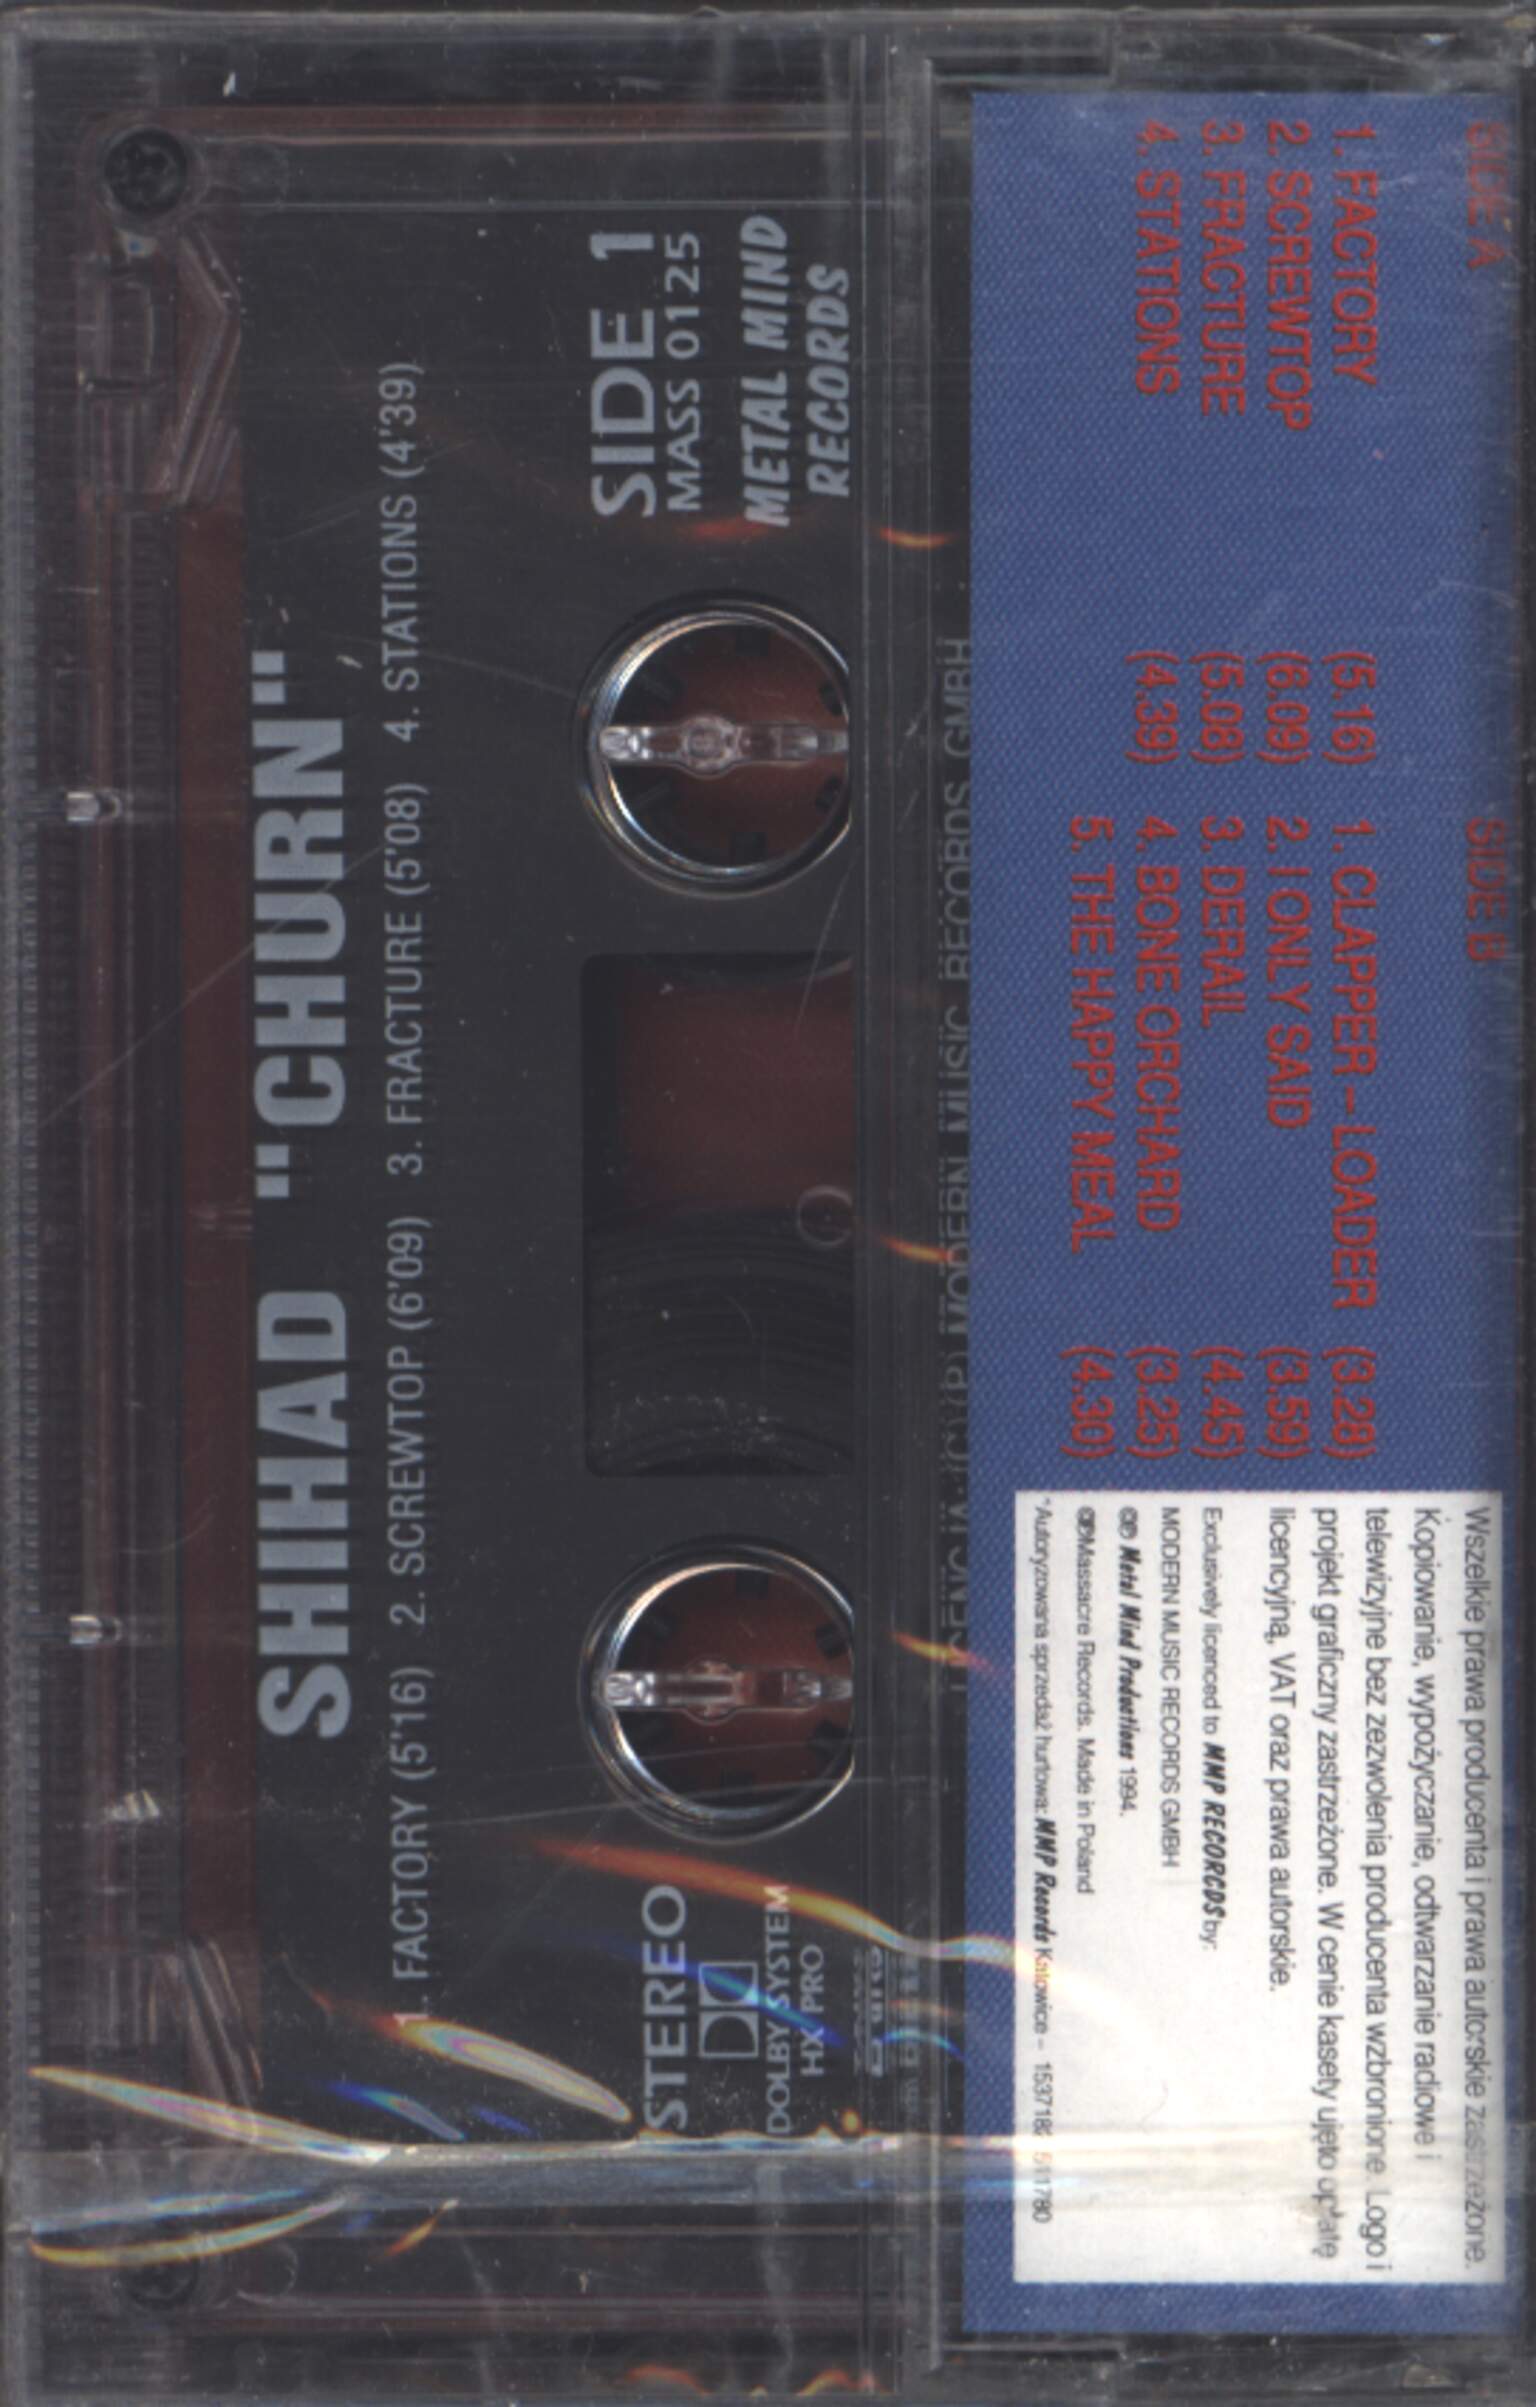 SHIHAD "CHURN"
1. FACTORY (5'16) 2. SCREWTOP (6'09) 3. FRACTURE (5'08) 4. STATIONS (4'39)
SIDE 1
MASS 0125
METAL MIND
RECORDS
STEREO
DOLBY SYSTEM
HX PRO
MODERN MUSIC RECORDS GMBH
SIDE A
1. FACTORY (5.16)
2. SCREWTOP (6.09)
3. FRACTURE (5.08)
4. STATIONS (4.39)
SIDE B
1. CLAPPER – LOADER (3.28)
2. I ONLY SAID (3.59)
3. DERAIL (4.45)
4. BONE ORCHARD (3.25)
5. THE HAPPY MEAL (4.30)
Wszelkie prawa producenta i prawa autorskie zastrzeżone.
Kopiowanie, wypożyczanie, odtwarzanie radiowe i
telewizyjne bez zezwolenia producenta wzbronione. Logo i
projekt graficzny zastrzeżone. W cenie kasety ujęto opłatę
licencyjną, VAT oraz prawa autorskie.
Exclusively licenced to MMP RECORCDS by:
MODERN MUSIC RECORDS GMBH
©℗ Metal Mind Productions 1994.
©℗Massacre Records. Made in Poland
*Autoryzowana sprzedaż hurtowa: MMP Records Katowice – 1537182